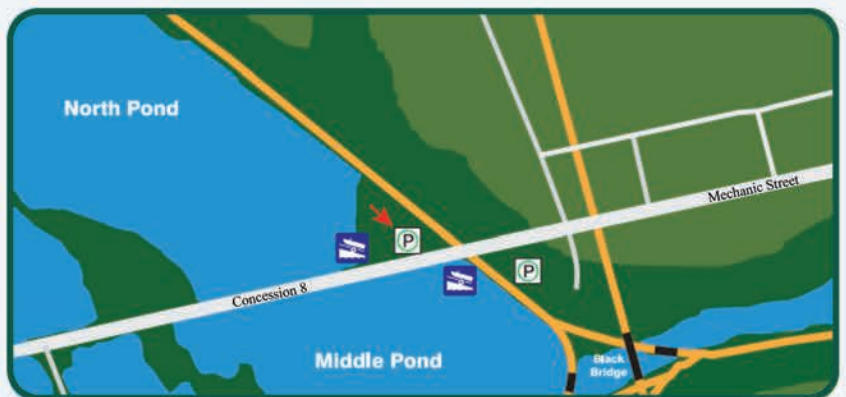 North Pond
Mechanic Street
P
P
Concession 8
Middle Pond
Black
Bridge